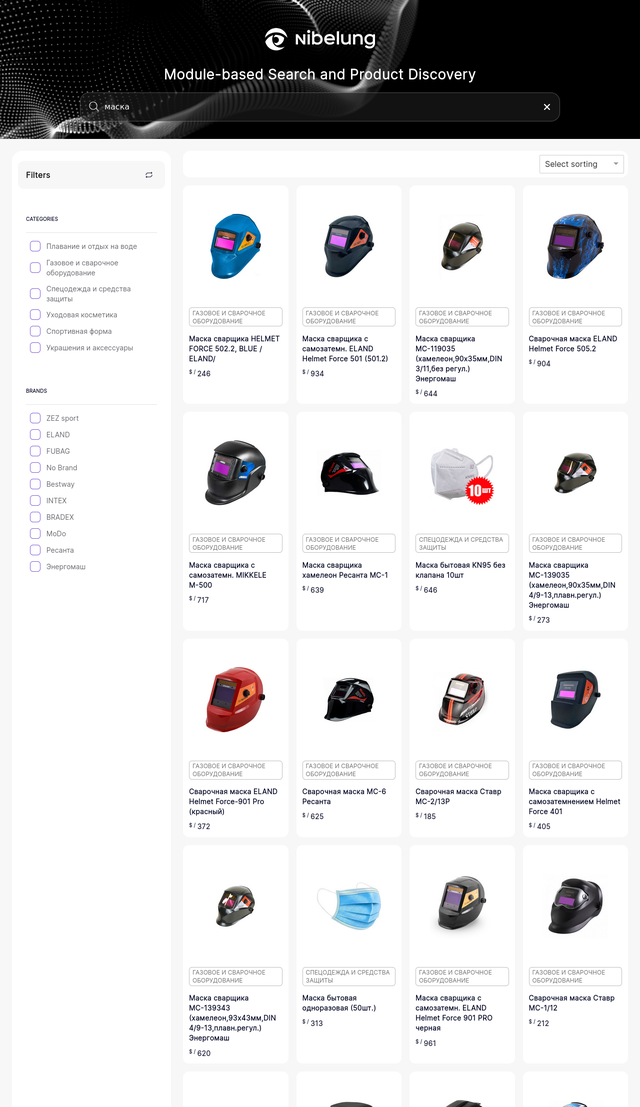 Nibelung
Module-based Search and Product Discovery
маска
Filters
Select sorting
CATEGORIES
Плавание и отдых на воде
Газовое и сварочное
оборудование
Спецодежда и средства
защиты
Уходовая косметика
Спортивная форма
Украшения и аксессуары
BRANDS
ZEZ sport
ELAND
FUBAG
No Brand
Bestway
INTEX
BRADEX
MoDo
Ресанта
Энергомаш
ГАЗОВОЕ И СВАРОЧНОЕ
ОБОРУДОВАНИЕ
Маска сварщика HELMET
FORCE 502.2, BLUE /
ELAND/
$ / 246
ГАЗОВОЕ И СВАРОЧНОЕ
ОБОРУДОВАНИЕ
Маска сварщика с
самозатемн. ELAND
Helmet Force 501 (501.2)
$ / 934
ГАЗОВОЕ И СВАРОЧНОЕ
ОБОРУДОВАНИЕ
Маска сварщика
МС-119035
(хамелеон,90х35мм,DIN
3/11,без регул.)
Энергомаш
$ / 644
ГАЗОВОЕ И СВАРОЧНОЕ
ОБОРУДОВАНИЕ
Сварочная маска ELAND
Helmet Force 505.2
$ / 904
ГАЗОВОЕ И СВАРОЧНОЕ
ОБОРУДОВАНИЕ
Маска сварщика с
самозатемн. MIKKELE
М-500
$ / 717
ГАЗОВОЕ И СВАРОЧНОЕ
ОБОРУДОВАНИЕ
Маска сварщика
хамелеон Ресанта МС-1
$ / 639
10шт
СПЕЦОДЕЖДА И СРЕДСТВА
ЗАЩИТЫ
Маска бытовая KN95 без
клапана 10шт
$ / 646
ГАЗОВОЕ И СВАРОЧНОЕ
ОБОРУДОВАНИЕ
Маска сварщика
МС-139035
(хамелеон,90х35мм,DIN
4/9-13,плавн.регул.)
Энергомаш
$ / 273
ГАЗОВОЕ И СВАРОЧНОЕ
ОБОРУДОВАНИЕ
Сварочная маска ELAND
Helmet Force-901 Pro
(красный)
$ / 372
ГАЗОВОЕ И СВАРОЧНОЕ
ОБОРУДОВАНИЕ
Сварочная маска МС-6
Ресанта
$ / 625
ГАЗОВОЕ И СВАРОЧНОЕ
ОБОРУДОВАНИЕ
Сварочная маска Ставр
МС-2/13Р
$ / 185
ГАЗОВОЕ И СВАРОЧНОЕ
ОБОРУДОВАНИЕ
Маска сварщика с
самозатемнением Helmet
Force 401
$ / 405
ГАЗОВОЕ И СВАРОЧНОЕ
ОБОРУДОВАНИЕ
Маска сварщика
МС-139343
(хамелеон,93х43мм,DIN
4/9-13,плавн.регул.)
Энергомаш
$ / 620
СПЕЦОДЕЖДА И СРЕДСТВА
ЗАЩИТЫ
Маска бытовая
одноразовая (50шт.)
$ / 313
ГАЗОВОЕ И СВАРОЧНОЕ
ОБОРУДОВАНИЕ
Маска сварщика с
самозатемн. ELAND
Helmet Force 901 PRO
черная
$ / 961
ГАЗОВОЕ И СВАРОЧНОЕ
ОБОРУДОВАНИЕ
Сварочная маска Ставр
МС-1/12
$ / 212